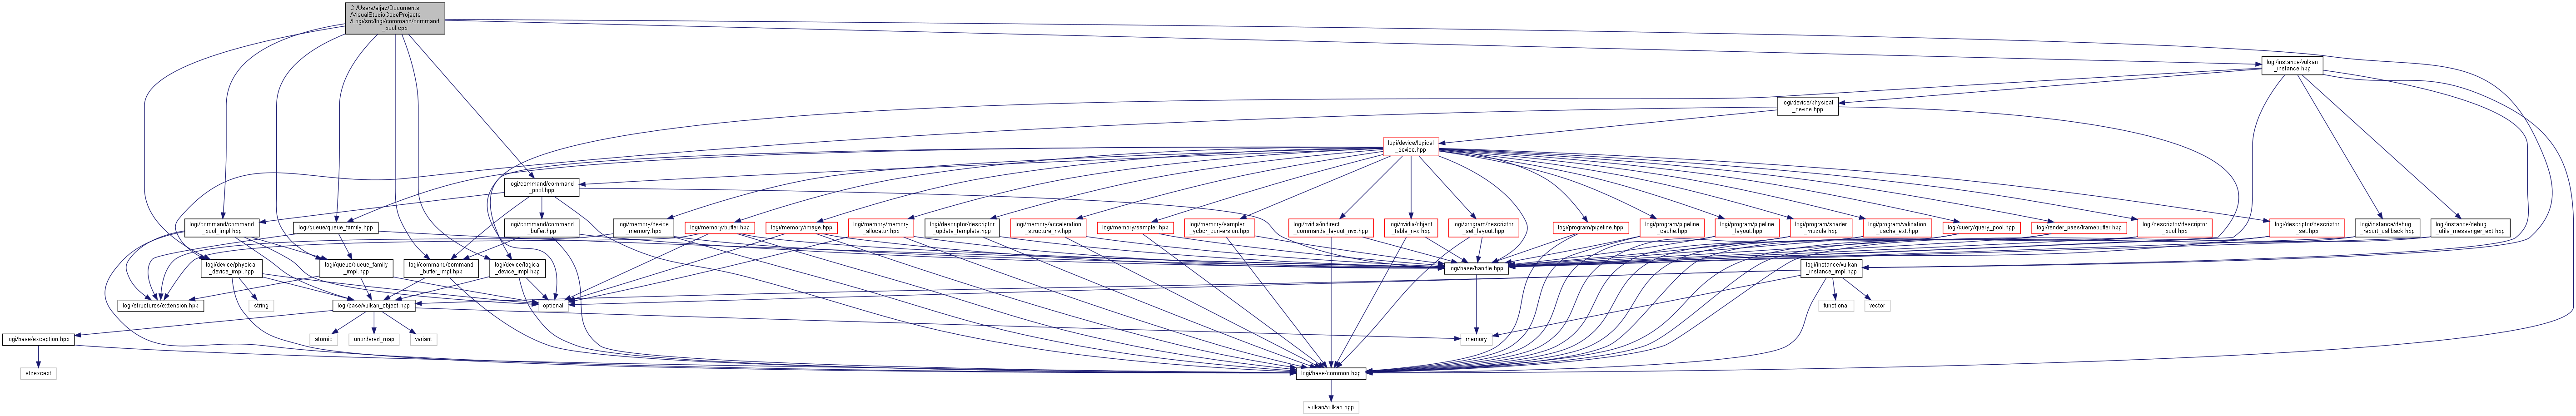 C:/Users/aljaz/Documents
/VisualStudioCodeProjects
/Logi/src/logi/command/command
_pool.cpp
logi/instance/vulkan
_instance.hpp
logi/device/physical
_device.hpp
logi/device/logical
_device.hpp
logi/command/command
_pool.hpp
logi/command/command
_pool_impl.hpp
logi/queue/queue_family.hpp
logi/command/command
_buffer.hpp
logi/memory/device
_memory.hpp
logi/memory/buffer.hpp
logi/memory/image.hpp
logi/memory/memory
_allocator.hpp
logi/descriptor/descriptor
_update_template.hpp
logi/memory/acceleration
_structure_nv.hpp
logi/memory/sampler.hpp
logi/memory/sampler
_ycbcr_conversion.hpp
logi/nvidia/indirect
_commands_layout_nvx.hpp
logi/nvidia/object
_table_nvx.hpp
logi/program/descriptor
_set_layout.hpp
logi/program/pipeline.hpp
logi/program/pipeline
_cache.hpp
logi/program/pipeline
_layout.hpp
logi/program/shader
_module.hpp
logi/program/validation
_cache_ext.hpp
logi/query/query_pool.hpp
logi/render_pass/framebuffer.hpp
logi/descriptor/descriptor
_pool.hpp
logi/descriptor/descriptor
_set.hpp
logi/instance/debug
_report_callback.hpp
logi/instance/debug
_utils_messenger_ext.hpp
logi/device/physical
_device_impl.hpp
logi/queue/queue_family
_impl.hpp
logi/command/command
_buffer_impl.hpp
logi/device/logical
_device_impl.hpp
logi/base/handle.hpp
logi/instance/vulkan
_instance_impl.hpp
logi/structures/extension.hpp
string
logi/base/vulkan_object.hpp
optional
functional
vector
logi/base/exception.hpp
atomic
unordered_map
variant
memory
stdexcept
logi/base/common.hpp
vulkan/vulkan.hpp